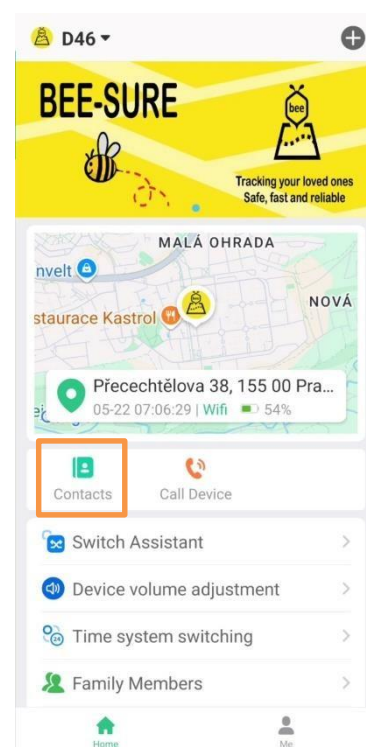 D46
BEE-SURE
bee
Tracking your loved ones
Safe, fast and reliable
MALÁ OHRADA
nvelt
NOVÁ
staurace Kastrol
Přecechtělova 38, 155 00 Pra...
05-22 07:06:29 | Wifi 54%
Contacts
Call Device
Switch Assistant
Device volume adjustment
24
Time system switching
Family Members
Home
Me